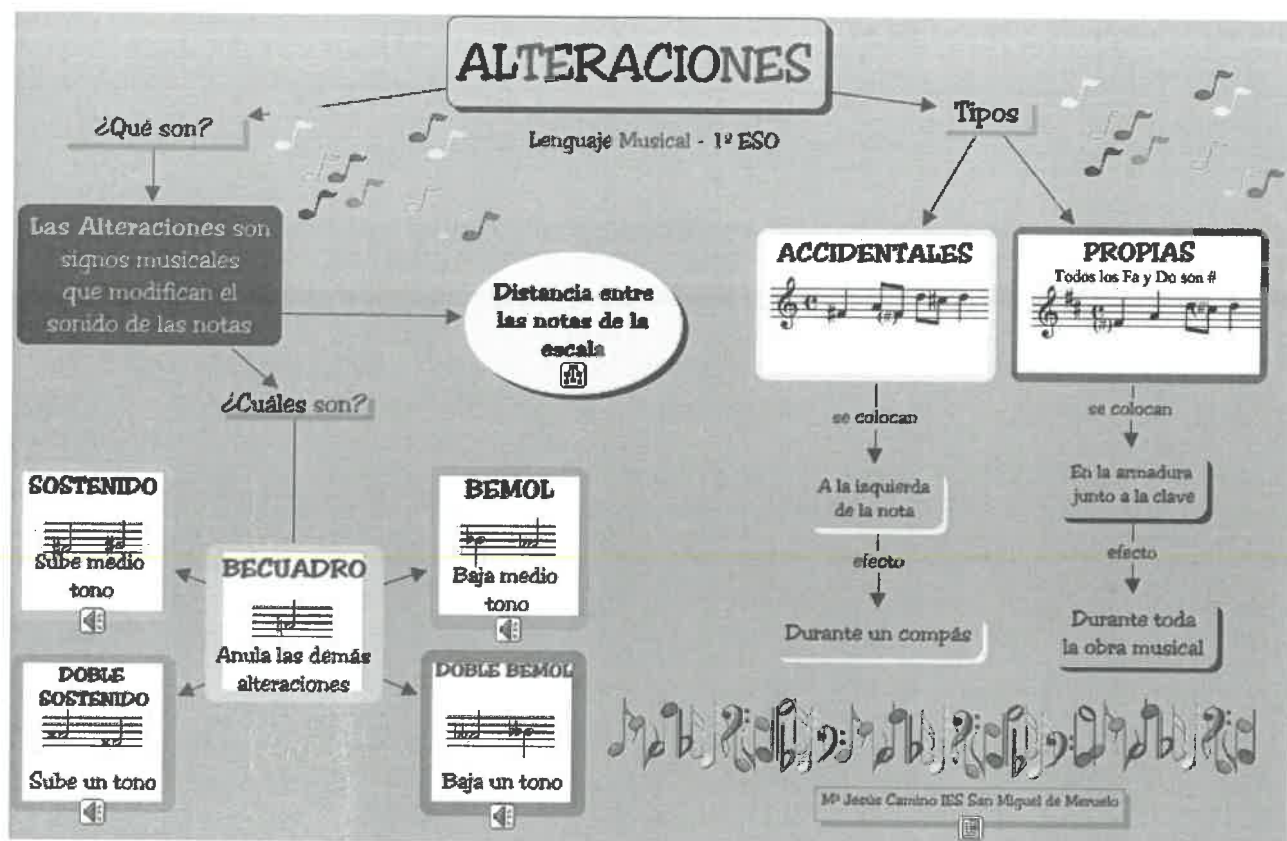 ALTERACIONES
Lenguaje Musical - 1º ESO
¿Qué son?
Las Alteraciones son
signos musicales
que modifican el
sonido de las notas
Distancia entre
las notas de la
escala
¿Cuáles son?
SOSTENIDO
Sube medio
tono
BEMOL
Baja medio
tono
BECUADRO
Anula las demás
alteraciones
DOBLE
SOSTENIDO
Sube un tono
DOBLE BEMOL
Baja un tono
Tipos
ACCIDENTALES
se colocan
A la izquierda
de la nota
efecto
Durante un compás
PROPIAS
Todos los Fa y Do son #
se colocan
En la armadura
junto a la clave
efecto
Durante toda
la obra musical
Mª Jesús Camino IES San Miguel de Meruelo